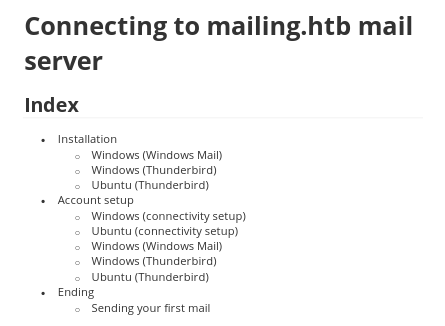 Connecting to mailing.htb mail
server
Index
• Installation
○ Windows (Windows Mail)
○ Windows (Thunderbird)
○ Ubuntu (Thunderbird)
• Account setup
○ Windows (connectivity setup)
○ Ubuntu (connectivity setup)
○ Windows (Windows Mail)
○ Windows (Thunderbird)
○ Ubuntu (Thunderbird)
• Ending
○ Sending your first mail